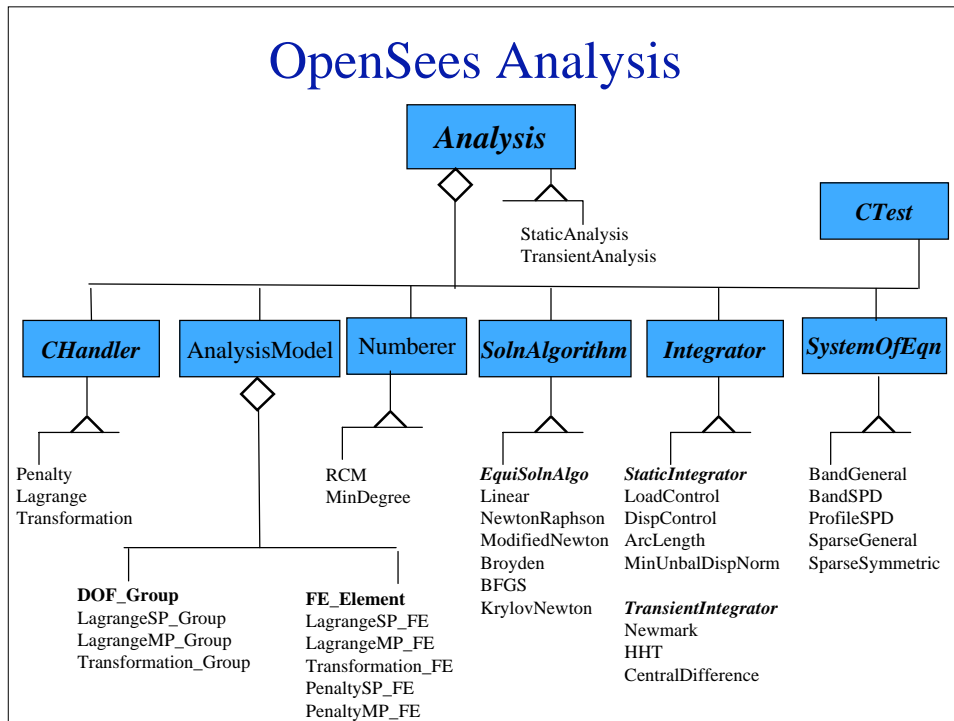 OpenSees Analysis
Analysis
CTest
StaticAnalysis
TransientAnalysis
CHandler
AnalysisModel
Numberer
SolnAlgorithm
Integrator
SystemOfEqn
Penalty
Lagrange
Transformation
RCM
MinDegree
EquiSolnAlgo
Linear
NewtonRaphson
ModifiedNewton
Broyden
BFGS
KrylovNewton
StaticIntegrator
LoadControl
DispControl
ArcLength
MinUnbalDispNorm
TransientIntegrator
Newmark
HHT
CentralDifference
BandGeneral
BandSPD
ProfileSPD
SparseGeneral
SparseSymmetric
DOF_Group
LagrangeSP_Group
LagrangeMP_Group
Transformation_Group
FE_Element
LagrangeSP_FE
LagrangeMP_FE
Transformation_FE
PenaltySP_FE
PenaltyMP_FE